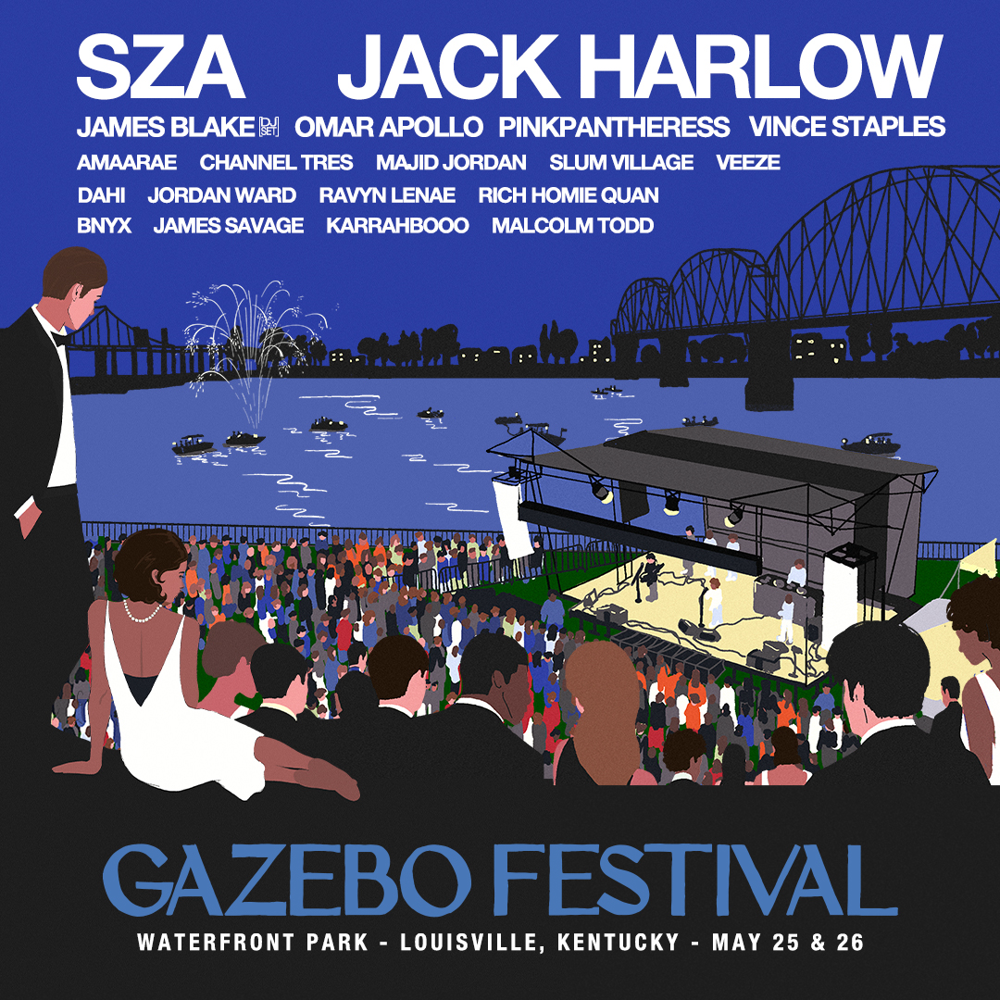 SZA JACK HARLOW
JAMES BLAKE [DJ SET] OMAR APOLLO PINKPANTHERESS VINCE STAPLES
AMAARAE CHANNEL TRES MAJID JORDAN SLUM VILLAGE VEEZE
DAHI JORDAN WARD RAVYN LENAE RICH HOMIE QUAN
BNYX JAMES SAVAGE KARRAHBOOO MALCOLM TODD
GAZEBO FESTIVAL
WATERFRONT PARK - LOUISVILLE, KENTUCKY - MAY 25 & 26